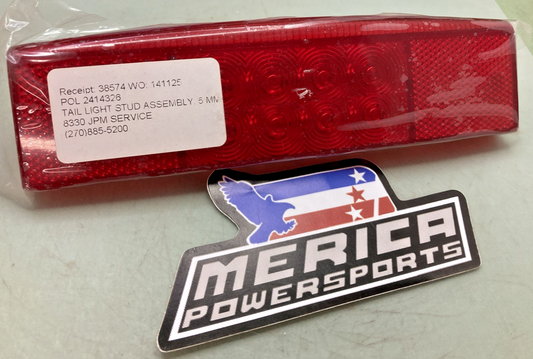 Receipt: 38574 WO: 141125
POL 2414326
TAIL LIGHT STUD ASSEMBLY 5 MM
8330 JPM SERVICE
(270)885-5200
MERICA
POWERSPORTS